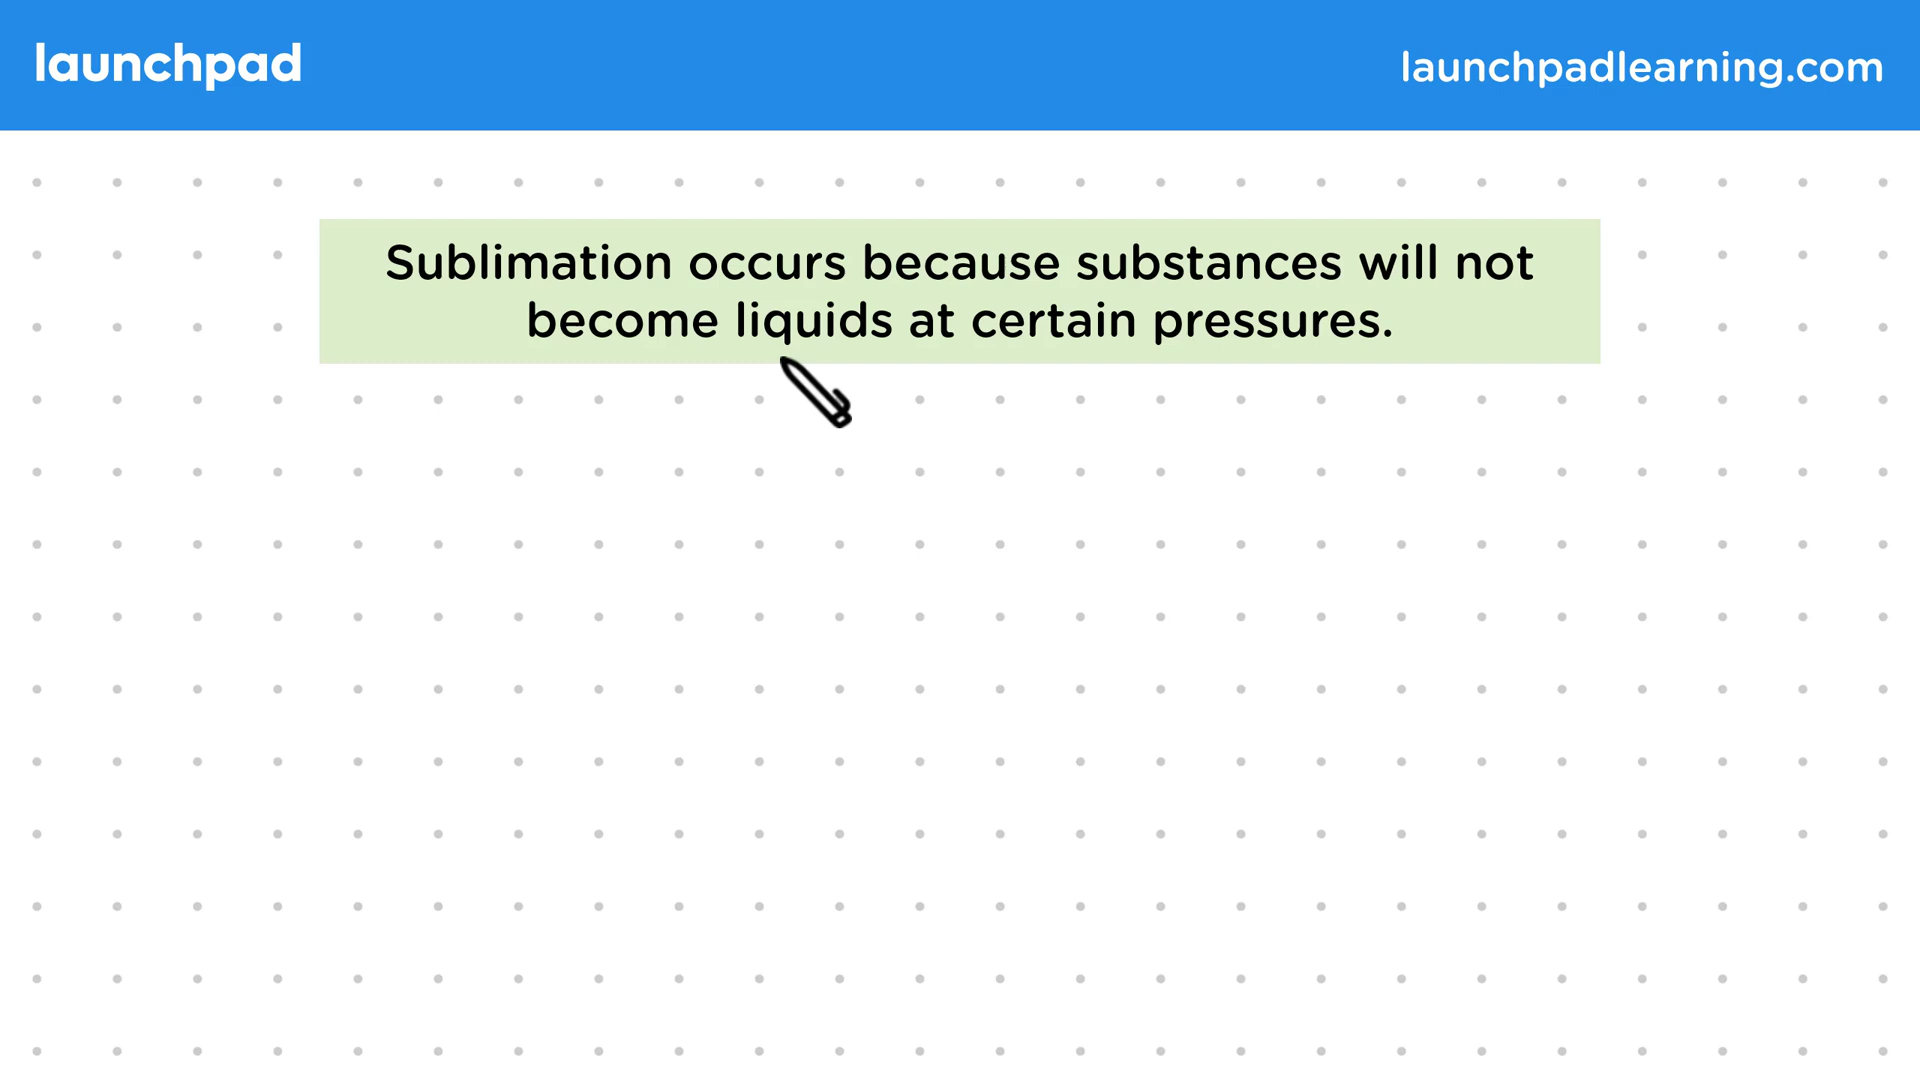 launchpad
launchpadlearning.com
Sublimation occurs because substances will not
become liquids at certain pressures.